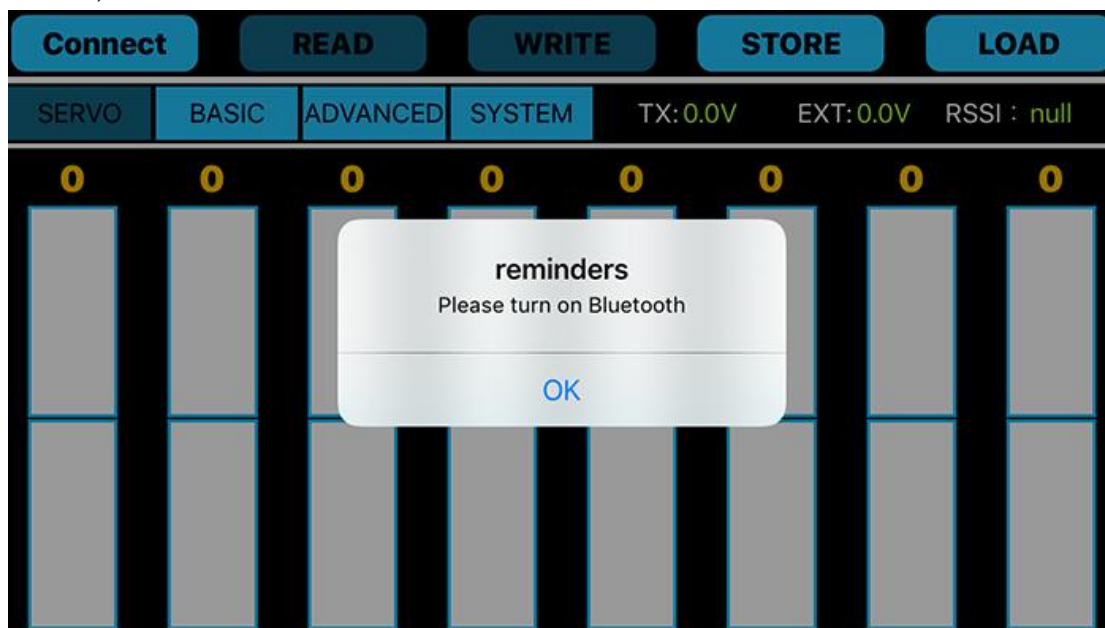 Connect READ WRITE STORE LOAD
SERVO BASIC ADVANCED SYSTEM TX:0.0V EXT:0.0V RSSI : null
0 0 0 0 0 0 0 0
reminders
Please turn on Bluetooth
OK